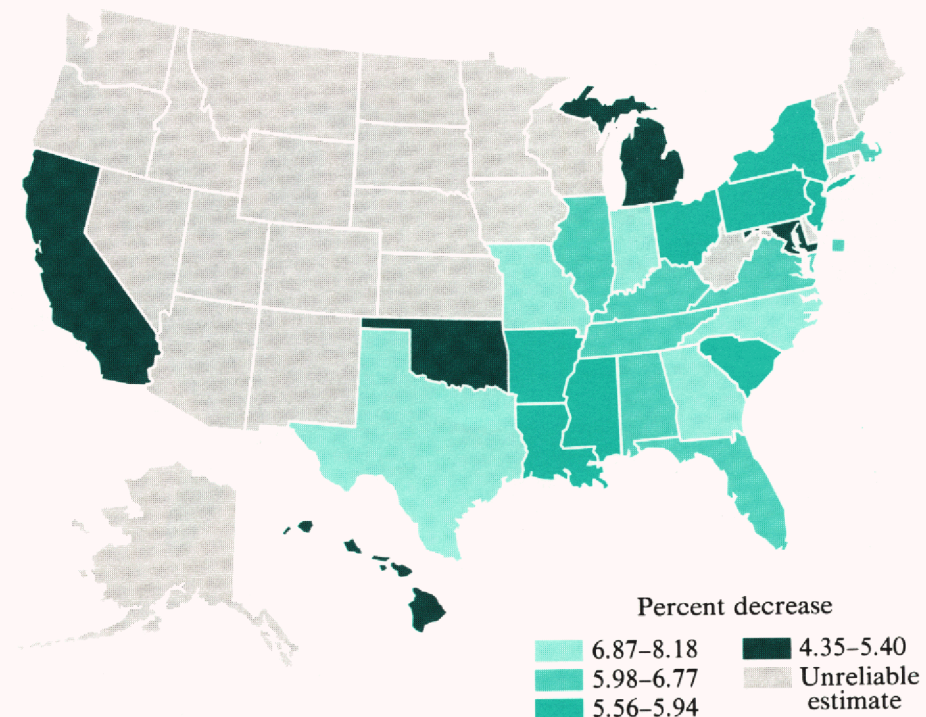 Percent decrease
6.87–8.18
5.98–6.77
5.56–5.94
4.35–5.40
Unreliable
estimate